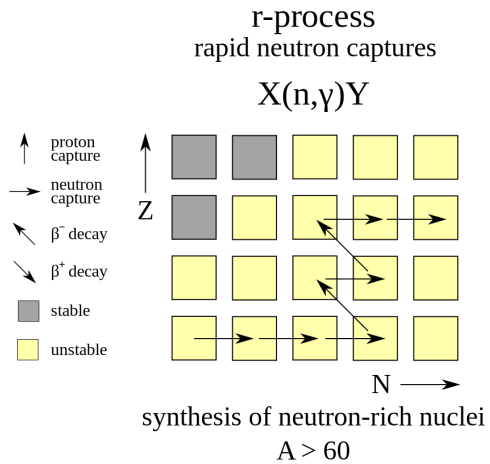 r-process
rapid neutron captures
X(n,γ)Y
proton
capture
neutron
capture
β⁻ decay
β⁺ decay
stable
unstable
Z
N
synthesis of neutron-rich nuclei
A > 60